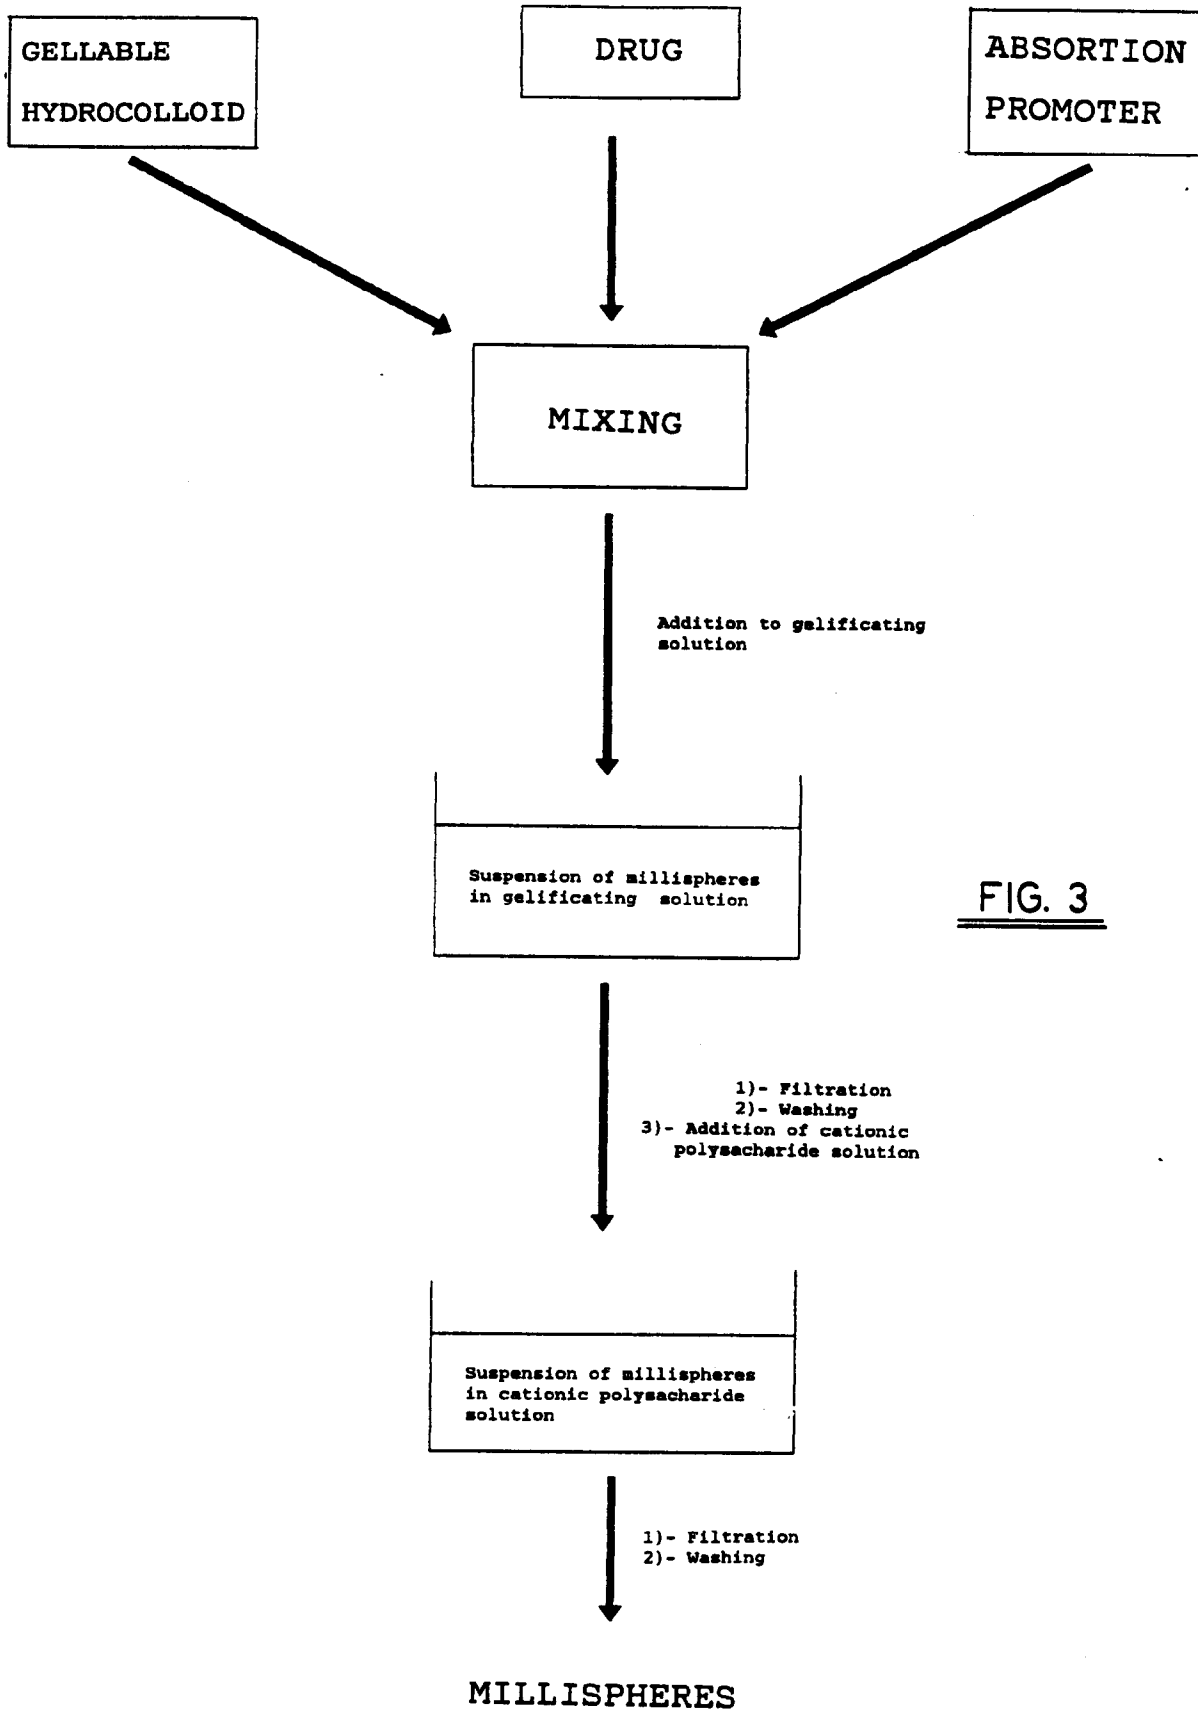 GELLABLE
HYDROCOLLOID
DRUG
ABSORTION
PROMOTER
MIXING
Addition to gelificating
solution
Suspension of millispheres
in gelificating solution
FIG. 3
1)- Filtration
2)- Washing
3)- Addition of cationic
polysacharide solution
Suspension of millispheres
in cationic polysacharide
solution
1)- Filtration
2)- Washing
MILLISPHERES